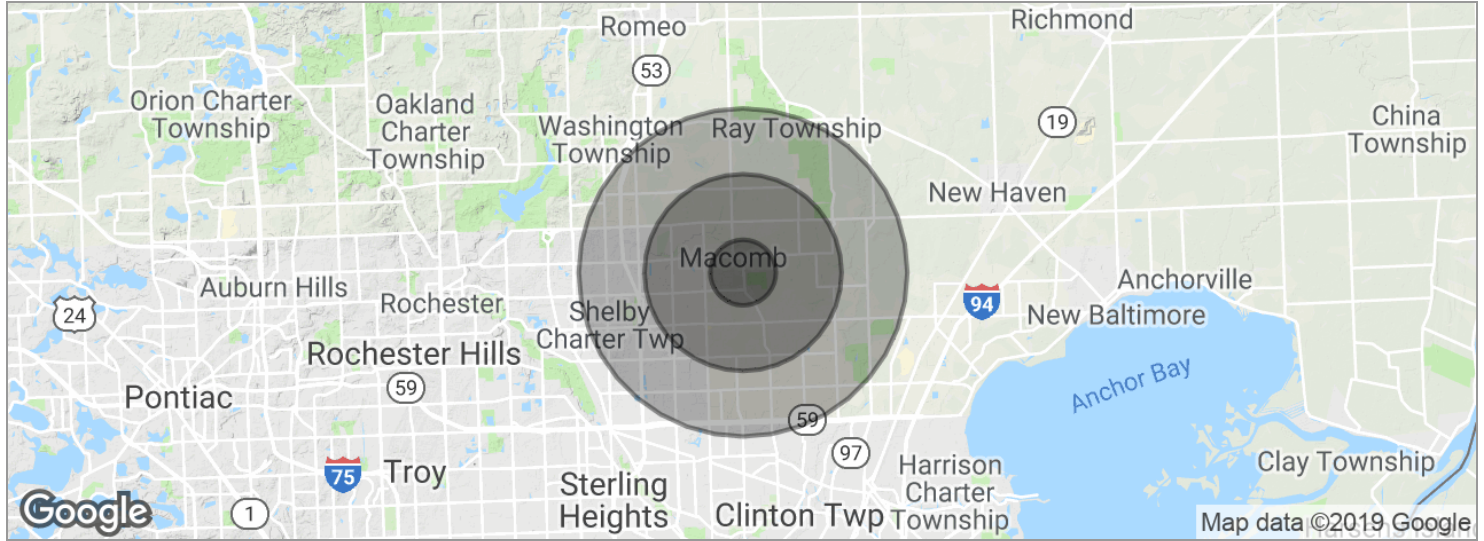 Richmond
Romeo
53
Orion Charter
Township
Oakland
Charter
Township
Washington
Township
Ray Township
19
China
Township
New Haven
Macomb
Auburn Hills
Rochester
24
Shelby
Charter Twp
94
Anchorville
New Baltimore
Rochester Hills
59
Pontiac
Anchor Bay
59
97
75
Troy
Sterling
Heights
Clinton Twp
Harrison
Charter
Township
Clay Township
1
Google
Map data ©2019 Google
Harsens Island